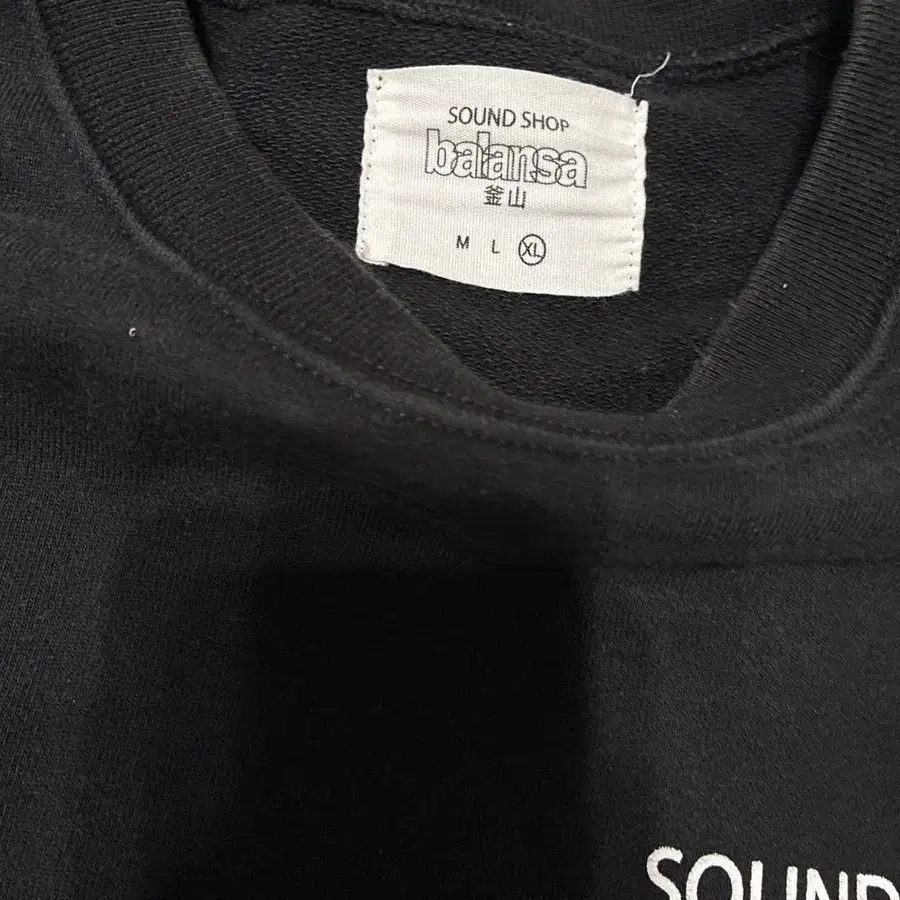 SOUND SHOP
balansa
釜山
M L XL
SOUND